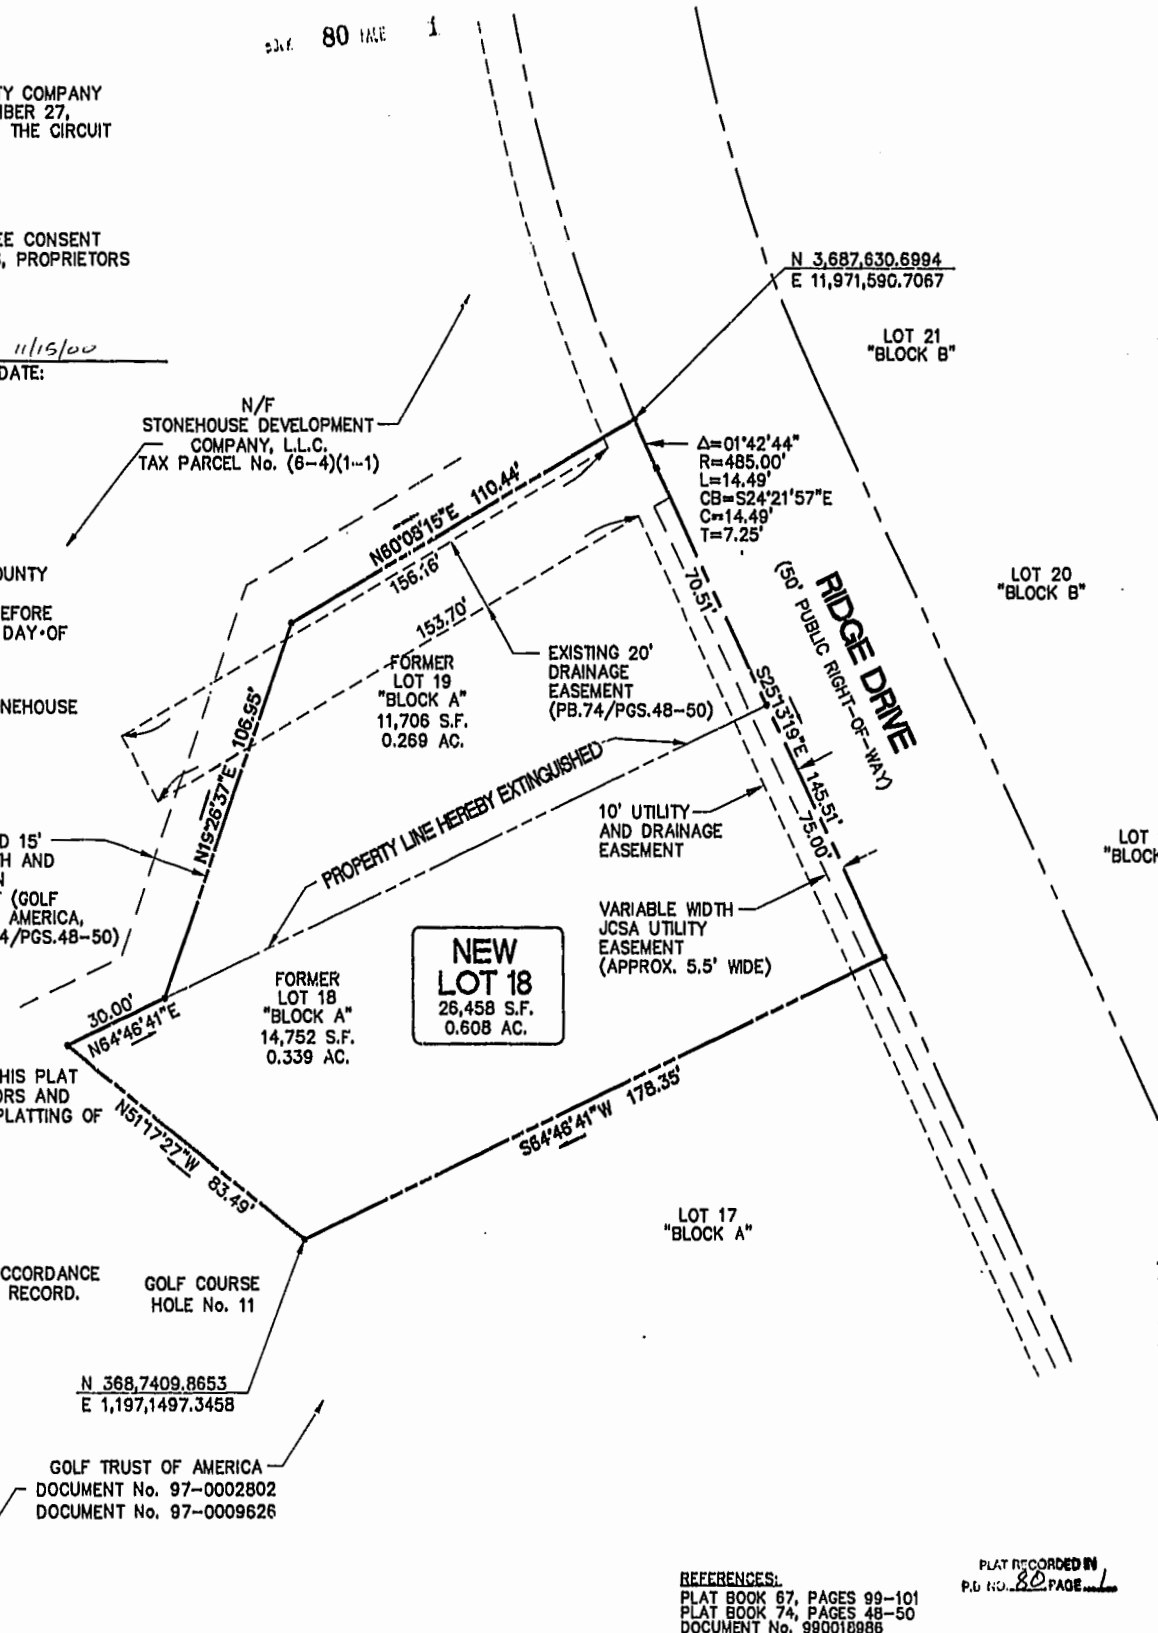 80 PAGE 1
TY COMPANY
MBER 27,
THE CIRCUIT
EE CONSENT
S, PROPRIETORS
11/15/00
DATE:
N 3,687,630.6994
E 11,971,590.7067
LOT 21
"BLOCK B"
N/F
STONEHOUSE DEVELOPMENT
COMPANY, L.L.C.
TAX PARCEL No. (6-4)(1-1)
Δ=01°42'44"
R=485.00'
L=14.49'
CB=S24°21'57"E
C=14.49'
T=7.25'
N60°08'15"E 110.44'
156.16'
153.70'
OUNTY
EFORE
DAY OF
NEHOUSE
70.51'
RIDGE DRIVE
(50' PUBLIC RIGHT-OF-WAY)
LOT 20
"BLOCK B"
FORMER
LOT 19
"BLOCK A"
11,706 S.F.
0.269 AC.
EXISTING 20'
DRAINAGE
EASEMENT
(PB.74/PGS.48-50)
N19°26'37"E 106.95'
S25°13'19"E 145.51'
75.00'
PROPERTY LINE HEREBY EXTINGUISHED
10' UTILITY
AND DRAINAGE
EASEMENT
LOT
"BLOCK
D 15'
TH AND
N
T (GOLF
AMERICA,
4/PGS.48-50)
VARIABLE WIDTH
JCSA UTILITY
EASEMENT
(APPROX. 5.5' WIDE)
NEW
LOT 18
26,458 S.F.
0.608 AC.
FORMER
LOT 18
"BLOCK A"
14,752 S.F.
0.339 AC.
30.00'
N64°46'41"E
HIS PLAT
ORS AND
PLATTING OF
N51°17'27"W 83.49'
S64°46'41"W 178.35'
LOT 17
"BLOCK A"
CCORDANCE
RECORD.
GOLF COURSE
HOLE No. 11
N 368,7409.8653
E 1,197,1497.3458
GOLF TRUST OF AMERICA
DOCUMENT No. 97-0002802
DOCUMENT No. 97-0009626
REFERENCES:
PLAT BOOK 67, PAGES 99-101
PLAT BOOK 74, PAGES 48-50
DOCUMENT No. 990018986
PLAT RECORDED IN
P.B NO. 80 PAGE 1